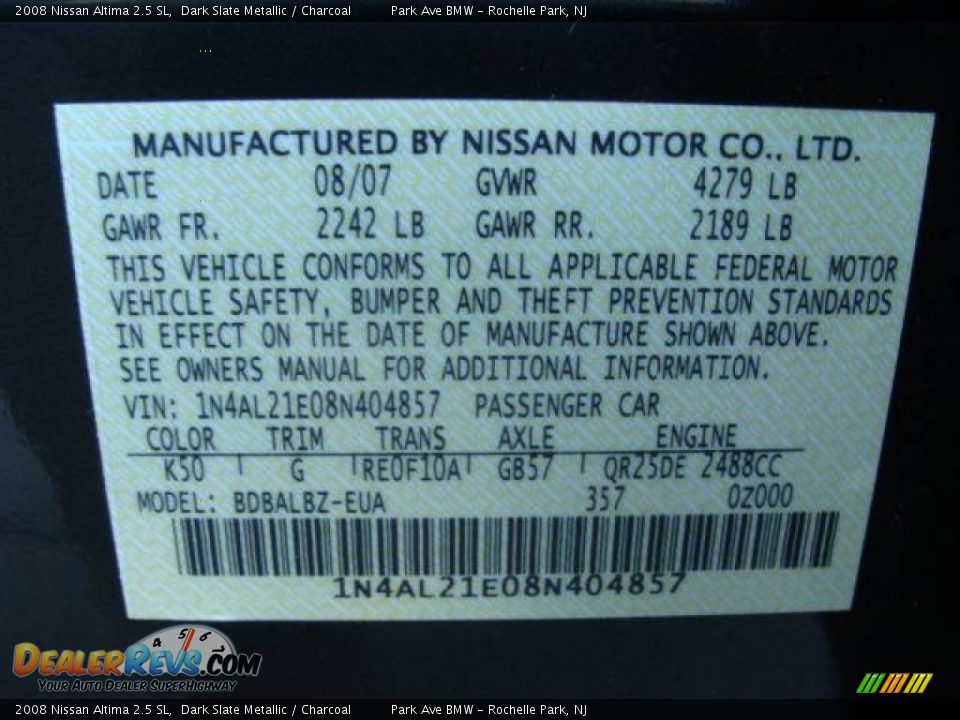 2008 Nissan Altima 2.5 SL, Dark Slate Metallic / Charcoal Park Ave BMW - Rochelle Park, NJ
MANUFACTURED BY NISSAN MOTOR CO., LTD.
DATE 08/07 GVWR 4279 LB
GAWR FR. 2242 LB GAWR RR. 2189 LB
THIS VEHICLE CONFORMS TO ALL APPLICABLE FEDERAL MOTOR
VEHICLE SAFETY, BUMPER AND THEFT PREVENTION STANDARDS
IN EFFECT ON THE DATE OF MANUFACTURE SHOWN ABOVE.
SEE OWNERS MANUAL FOR ADDITIONAL INFORMATION.
VIN: 1N4AL21E08N404857 PASSENGER CAR
COLOR TRIM TRANS AXLE ENGINE
K50 G RE0F10A GB57 QR25DE 2488CC
MODEL: BDBALBZ-EUA 357 0Z000
1N4AL21E08N404857
4 5 6
DEALERREVS.COM
YOUR AUTO DEALER SUPERHIGHWAY
2008 Nissan Altima 2.5 SL, Dark Slate Metallic / Charcoal Park Ave BMW - Rochelle Park, NJ